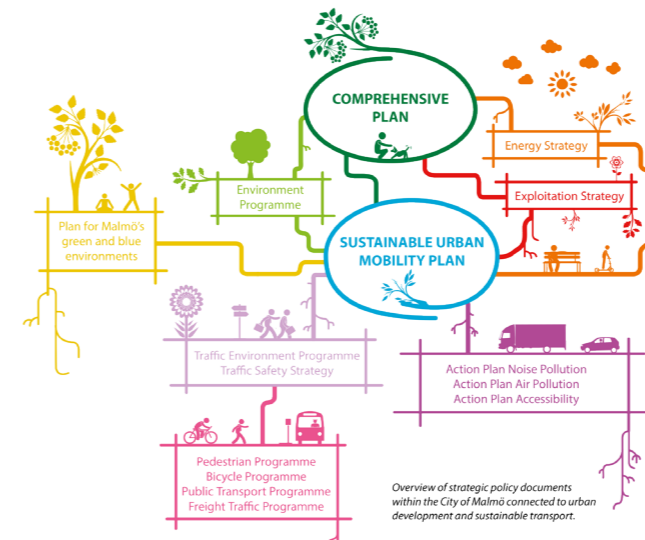 COMPREHENSIVE
PLAN
Energy Strategy
Environment
Programme
Exploitation Strategy
Plan for Malmö's
green and blue
environments
SUSTAINABLE URBAN
MOBILITY PLAN
Traffic Environment Programme
Traffic Safety Strategy
Action Plan Noise Pollution
Action Plan Air Pollution
Action Plan Accessibility
Pedestrian Programme
Bicycle Programme
Public Transport Programme
Freight Traffic Programme
Overview of strategic policy documents
within the City of Malmö connected to urban
development and sustainable transport.